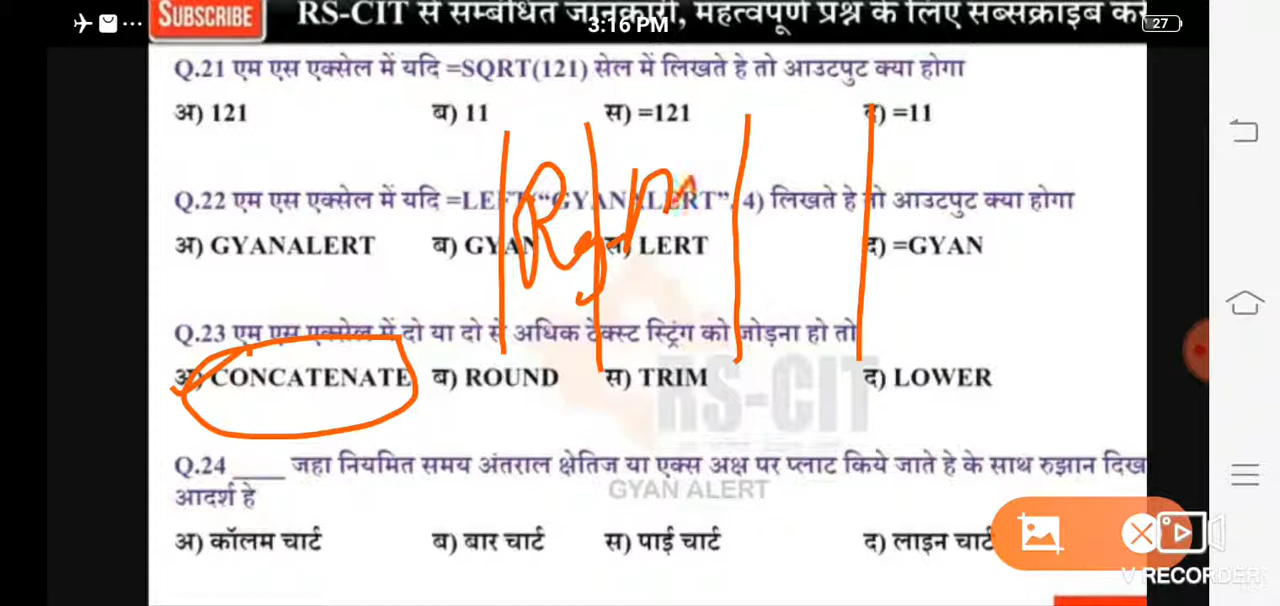 SUBSCRIBE RS-CIT से सम्बंधित जानकारी, महत्वपूर्ण प्रश्न के लिए सब्सक्राइब को
3:16 PM 27
Q.21 एम एस एक्सेल में यदि =SQRT(121) सेल में लिखते हे तो आउटपुट क्या होगा
अ) 121 ब) 11 स) =121 द) =11
Q.22 एम एस एक्सेल में यदि =LEFT(“GYANALERT”, 4) लिखते हे तो आउटपुट क्या होगा
अ) GYANALERT ब) GYAN स) LERT द) =GYAN
Q.23 एम एस एक्सेल में दो या दो से अधिक टेक्स्ट स्ट्रिंग को जोड़ना हो तो
अ) CONCATENATE ब) ROUND स) TRIM द) LOWER
RS-CIT
Q.24 ____ जहा नियमित समय अंतराल क्षेतिज या एक्स अक्ष पर प्लाट किये जाते हे के साथ रुझान दिख
आदर्श हे
GYAN ALERT
अ) कॉलम चार्ट ब) बार चार्ट स) पाई चार्ट द) लाइन चार्ट
V RECORDER